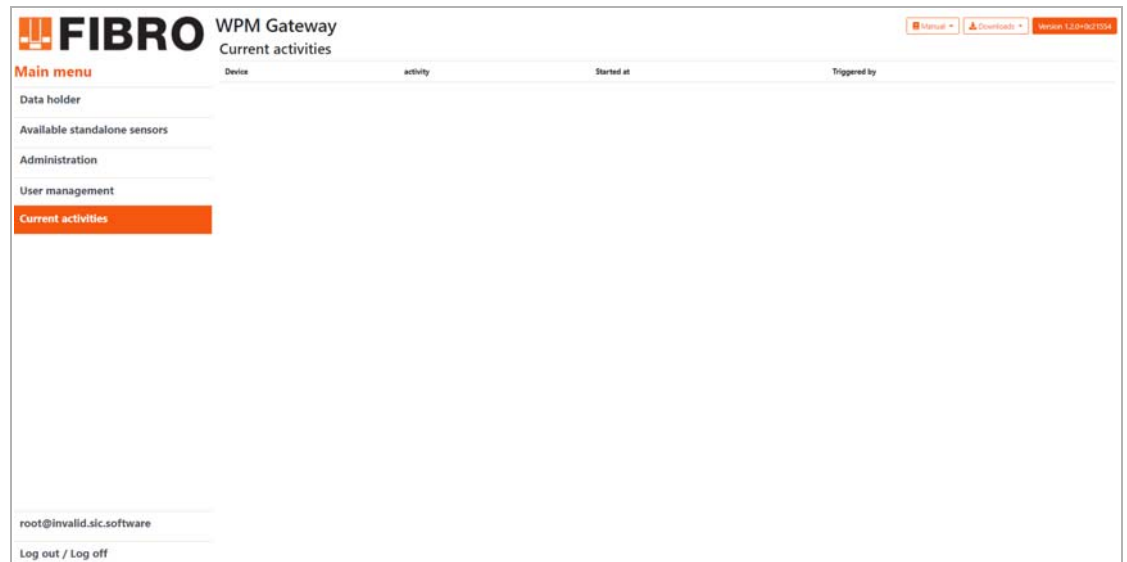 FIBRO
WPM Gateway
Manual
Downloads
Version 1.2.0+0c21054
Current activities
Main menu
Device activity Started at Triggered by
Data holder
Available standalone sensors
Administration
User management
Current activities
root@invalid.sic.software
Log out / Log off